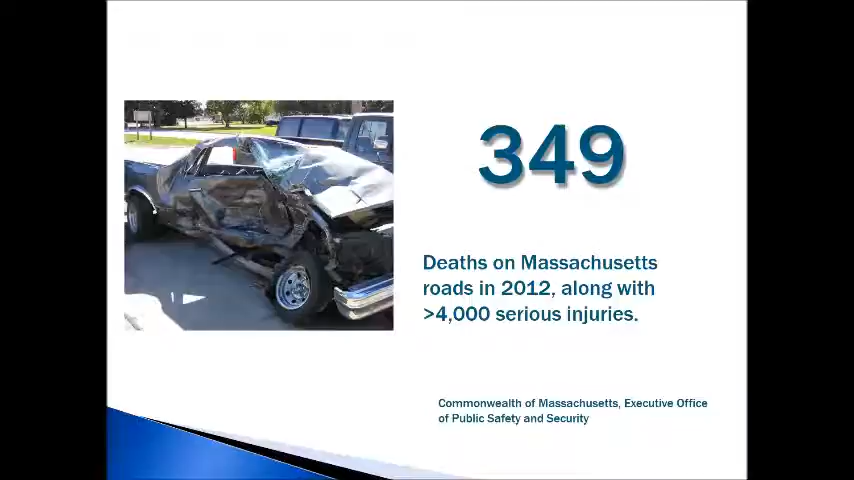 349
Deaths on Massachusetts
roads in 2012, along with
>4,000 serious injuries.
Commonwealth of Massachusetts, Executive Office
of Public Safety and Security